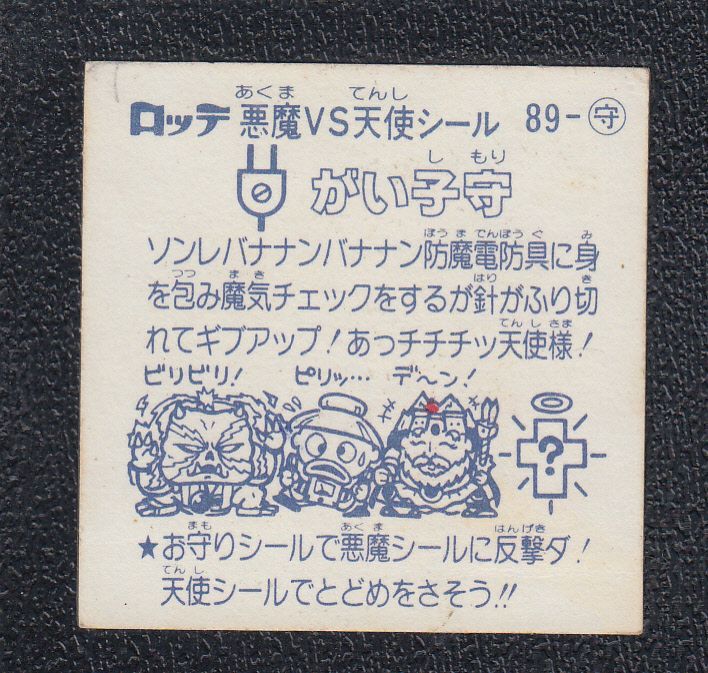 あくま てんし
ロッテ 悪魔VS天使シール 89-守
しもり
がい子守
ぼうまでんぼうぐ み
ソンレバナナンバナナン防魔電防具に身
つつ まき はり き
を包み魔気チェックをするが針がふり切
てんしさま
れてギブアップ！あっチチチッ天使様！
ビリビリ！ ピリッ… デ〜ン！
?
まも あくま はんげき
★お守りシールで悪魔シールに反撃ダ！
てんし
天使シールでとどめをさそう!!